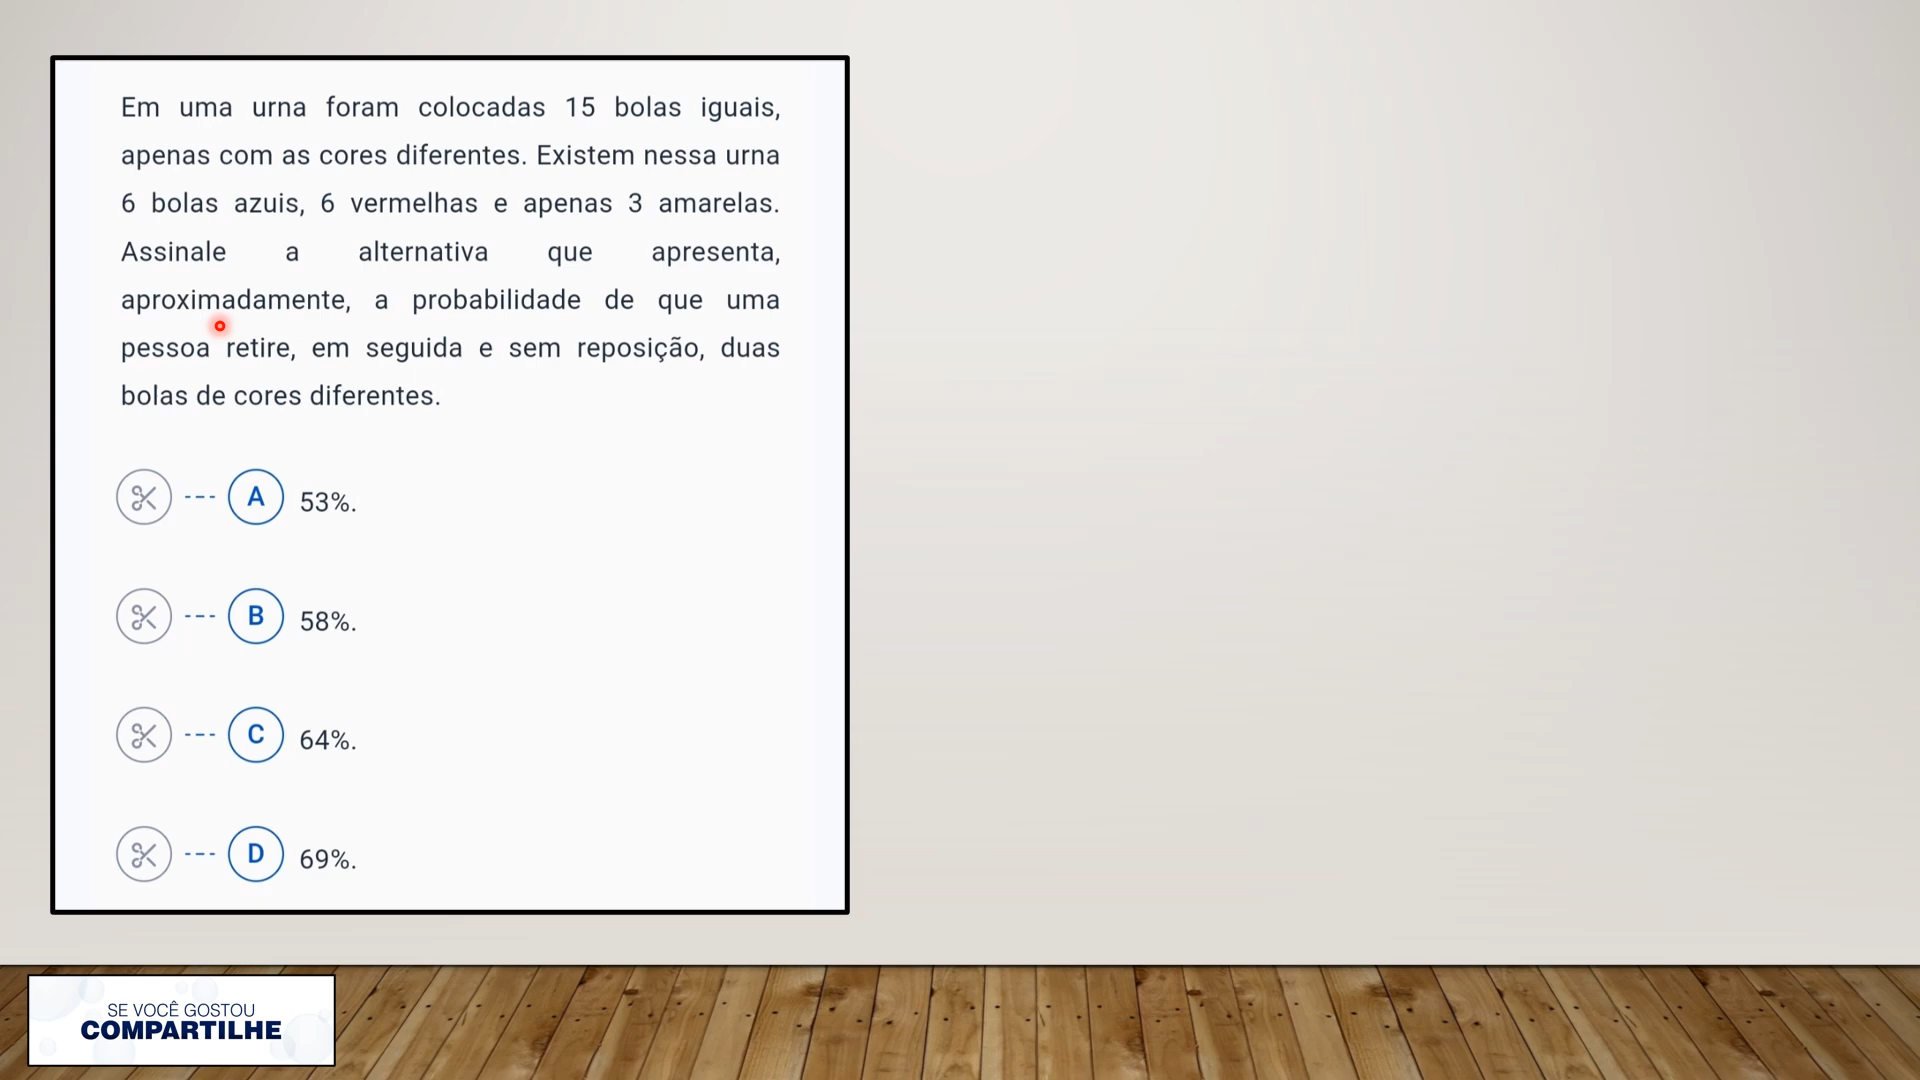 Em uma urna foram colocadas 15 bolas iguais,
apenas com as cores diferentes. Existem nessa urna
6 bolas azuis, 6 vermelhas e apenas 3 amarelas.
Assinale a alternativa que apresenta,
aproximadamente, a probabilidade de que uma
pessoa retire, em seguida e sem reposição, duas
bolas de cores diferentes.
A 53%.
B 58%.
C 64%.
D 69%.
SE VOCÊ GOSTOU
COMPARTILHE